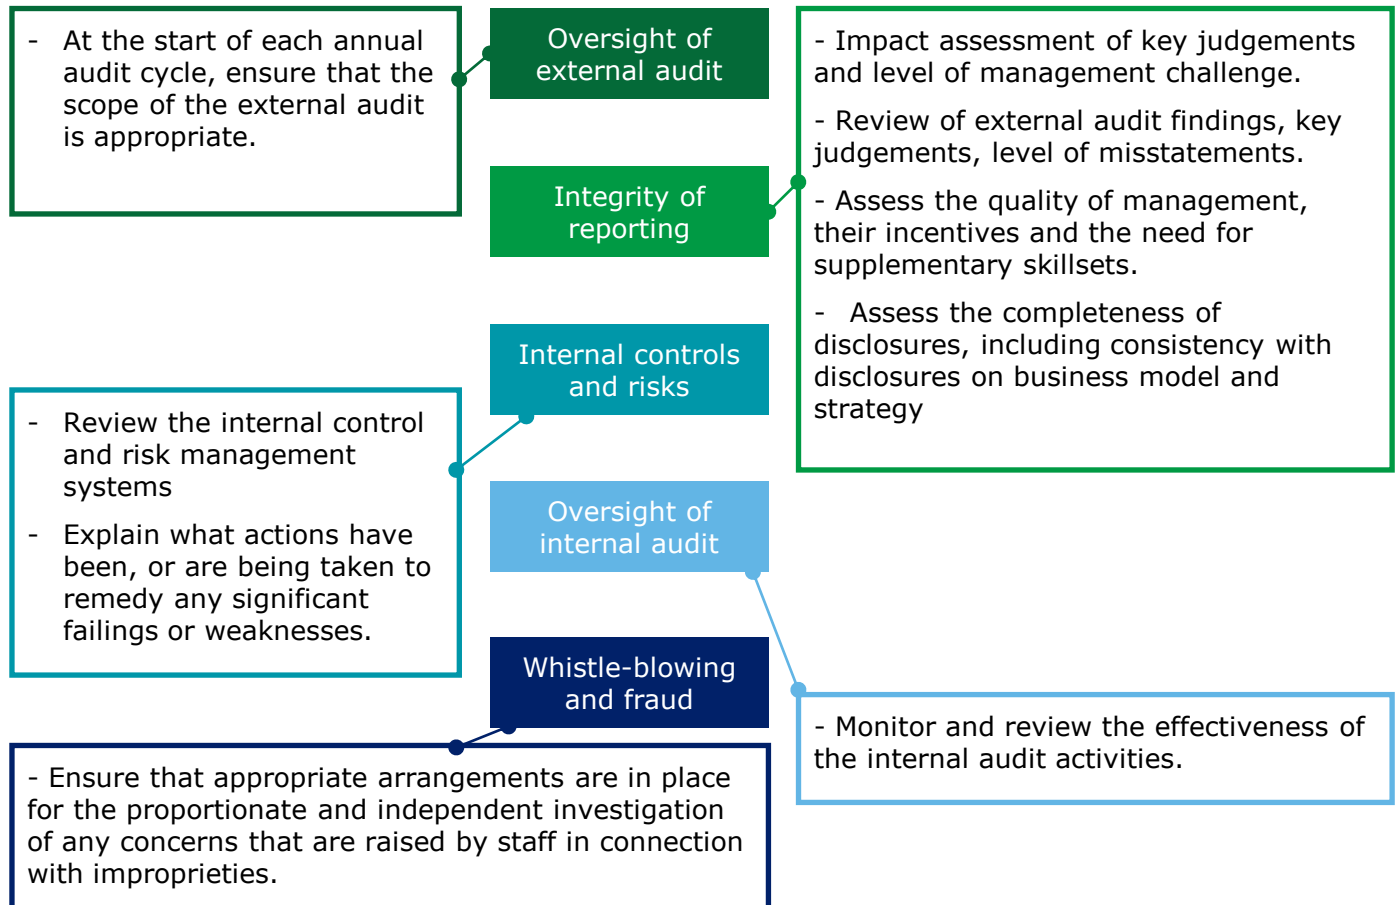 - At the start of each annual
audit cycle, ensure that the
scope of the external audit
is appropriate.
Oversight of
external audit
- Impact assessment of key judgements
and level of management challenge.
- Review of external audit findings, key
judgements, level of misstatements.
- Assess the quality of management,
their incentives and the need for
supplementary skillsets.
- Assess the completeness of
disclosures, including consistency with
disclosures on business model and
strategy
Integrity of
reporting
Internal controls
and risks
- Review the internal control
and risk management
systems
- Explain what actions have
been, or are being taken to
remedy any significant
failings or weaknesses.
Oversight of
internal audit
- Monitor and review the effectiveness of
the internal audit activities.
Whistle-blowing
and fraud
- Ensure that appropriate arrangements are in place
for the proportionate and independent investigation
of any concerns that are raised by staff in connection
with improprieties.